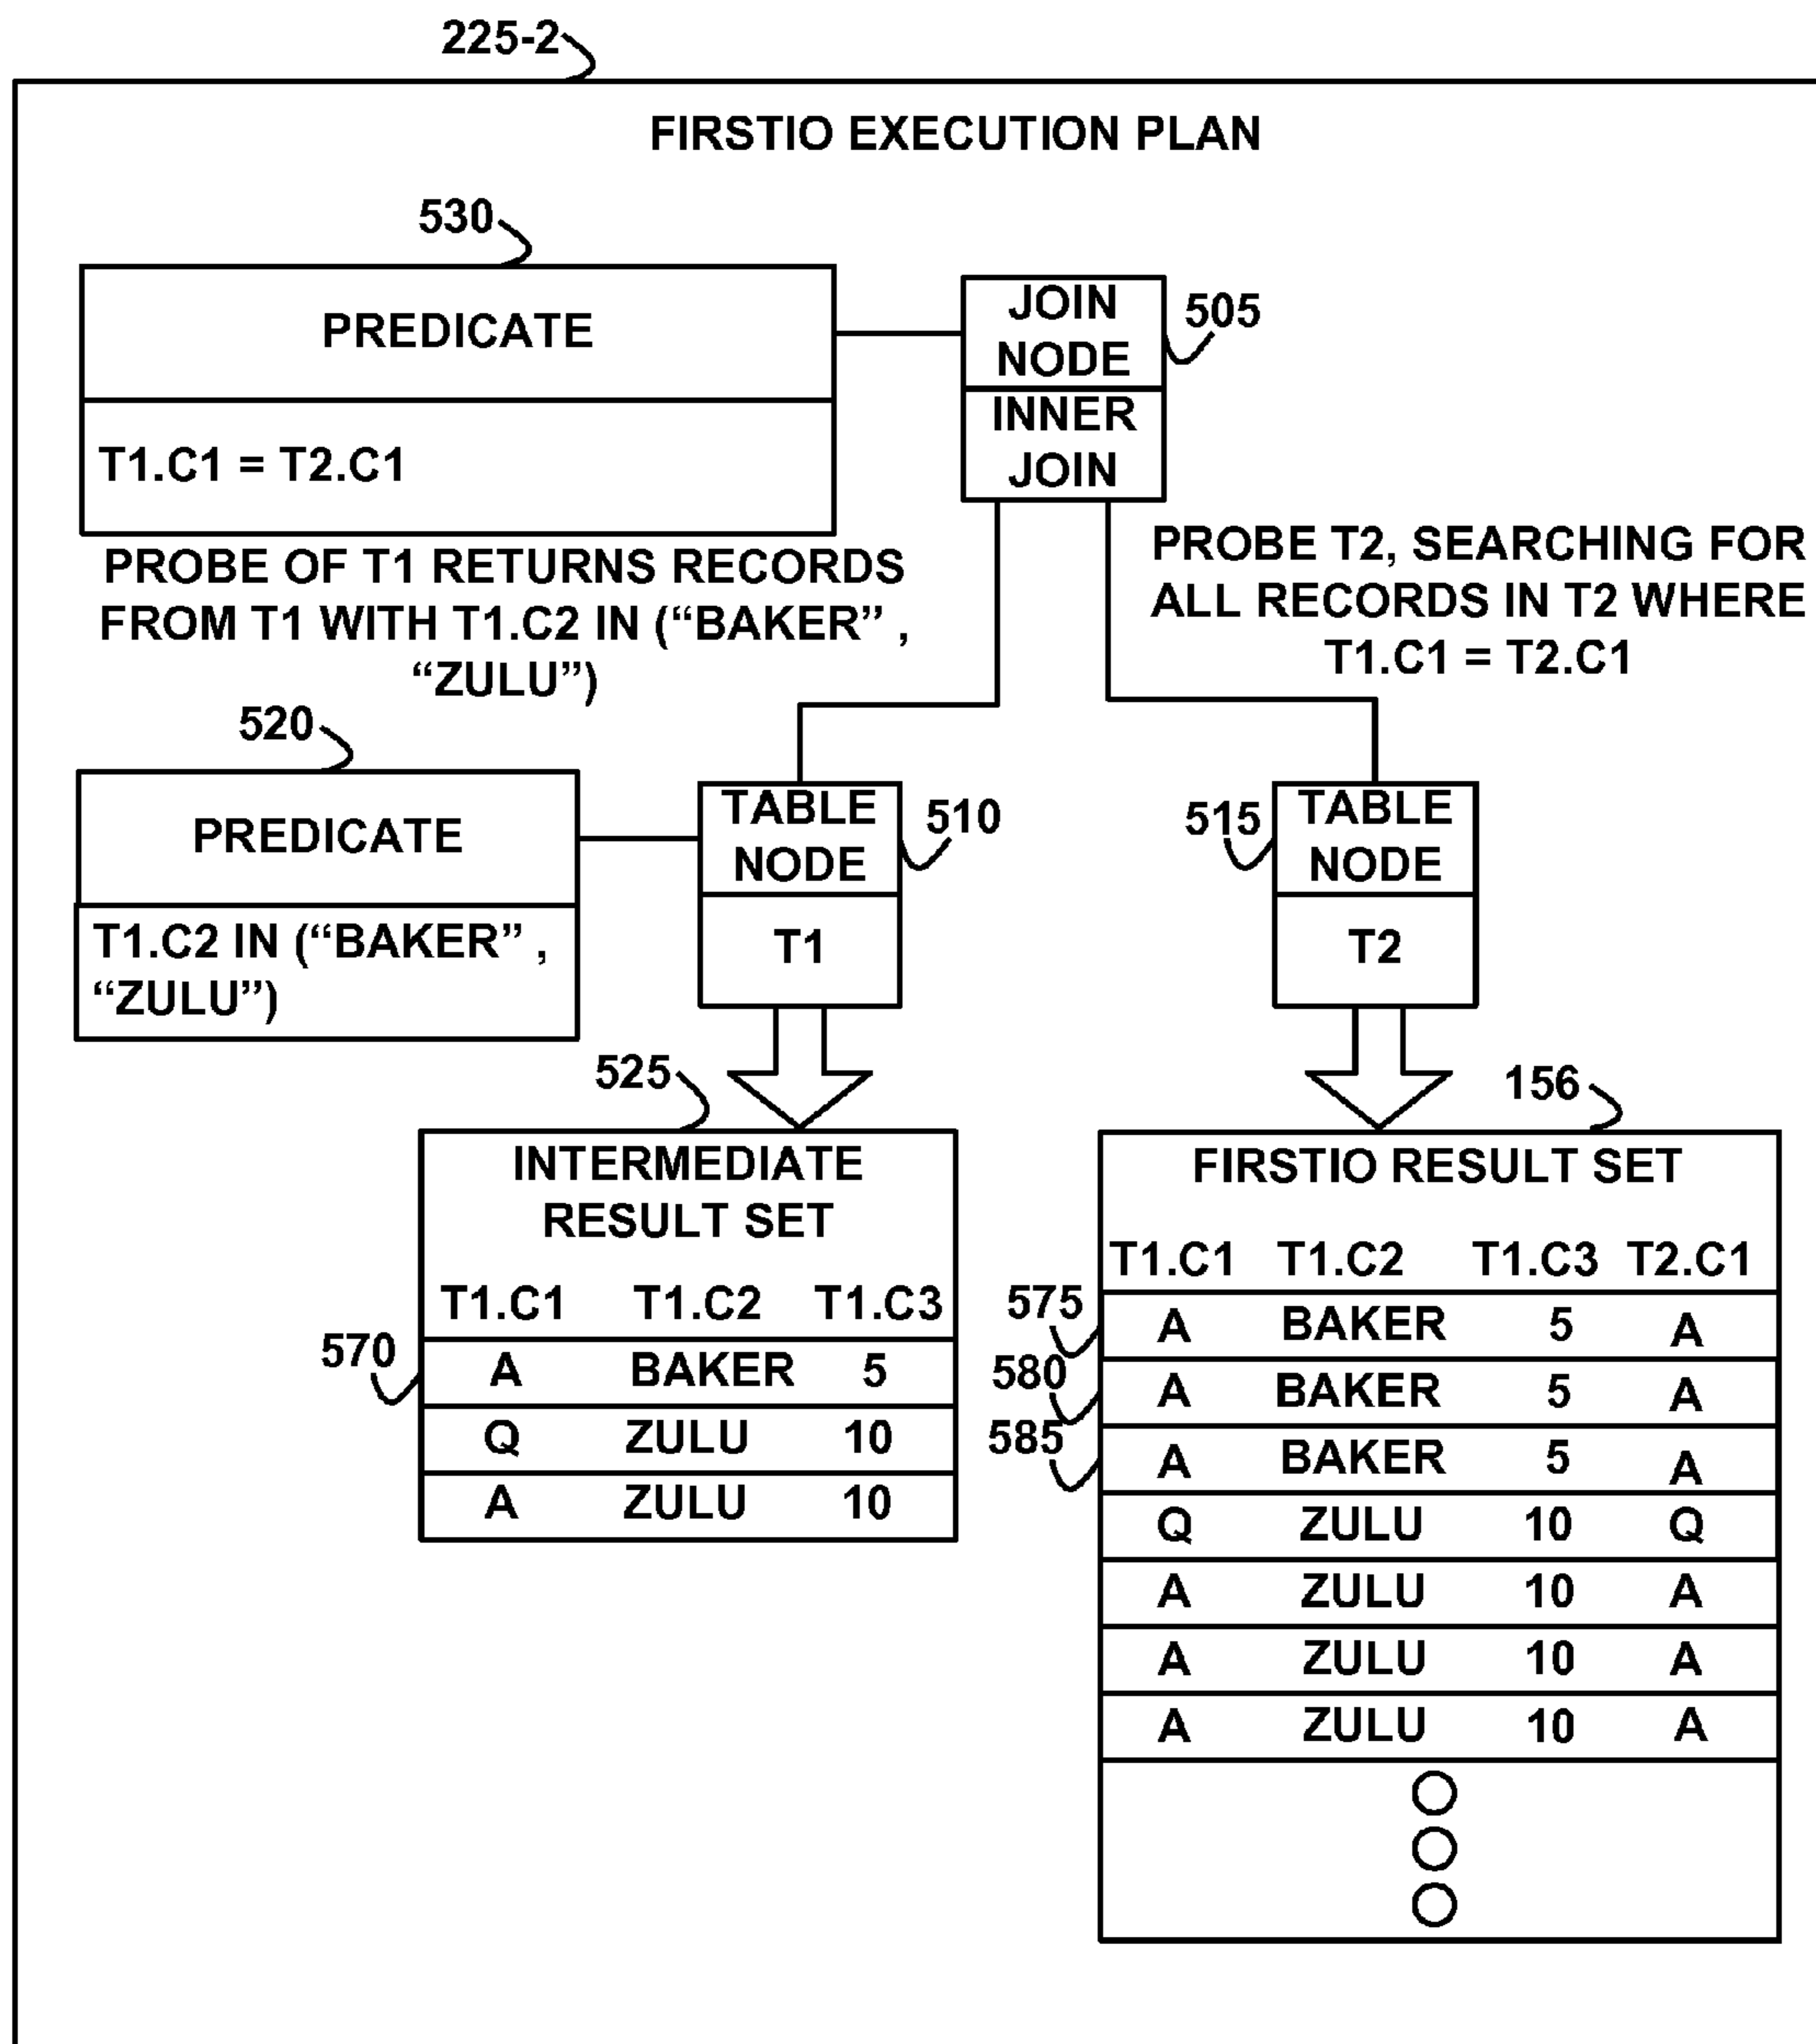 225-2
FIRSTIO EXECUTION PLAN
530
PREDICATE
T1.C1 = T2.C1
JOIN
NODE
INNER
JOIN
505
PROBE OF T1 RETURNS RECORDS
FROM T1 WITH T1.C2 IN (“BAKER” ,
“ZULU”)
PROBE T2, SEARCHING FOR
ALL RECORDS IN T2 WHERE
T1.C1 = T2.C1
520
PREDICATE
T1.C2 IN (“BAKER” ,
“ZULU”)
TABLE
NODE
T1
510
515
TABLE
NODE
T2
525
INTERMEDIATE
RESULT SET
T1.C1 T1.C2 T1.C3
570
A BAKER 5
Q ZULU 10
A ZULU 10
156
FIRSTIO RESULT SET
T1.C1 T1.C2 T1.C3 T2.C1
575
A BAKER 5 A
580
A BAKER 5 A
585
A BAKER 5 A
Q ZULU 10 Q
A ZULU 10 A
A ZULU 10 A
A ZULU 10 A